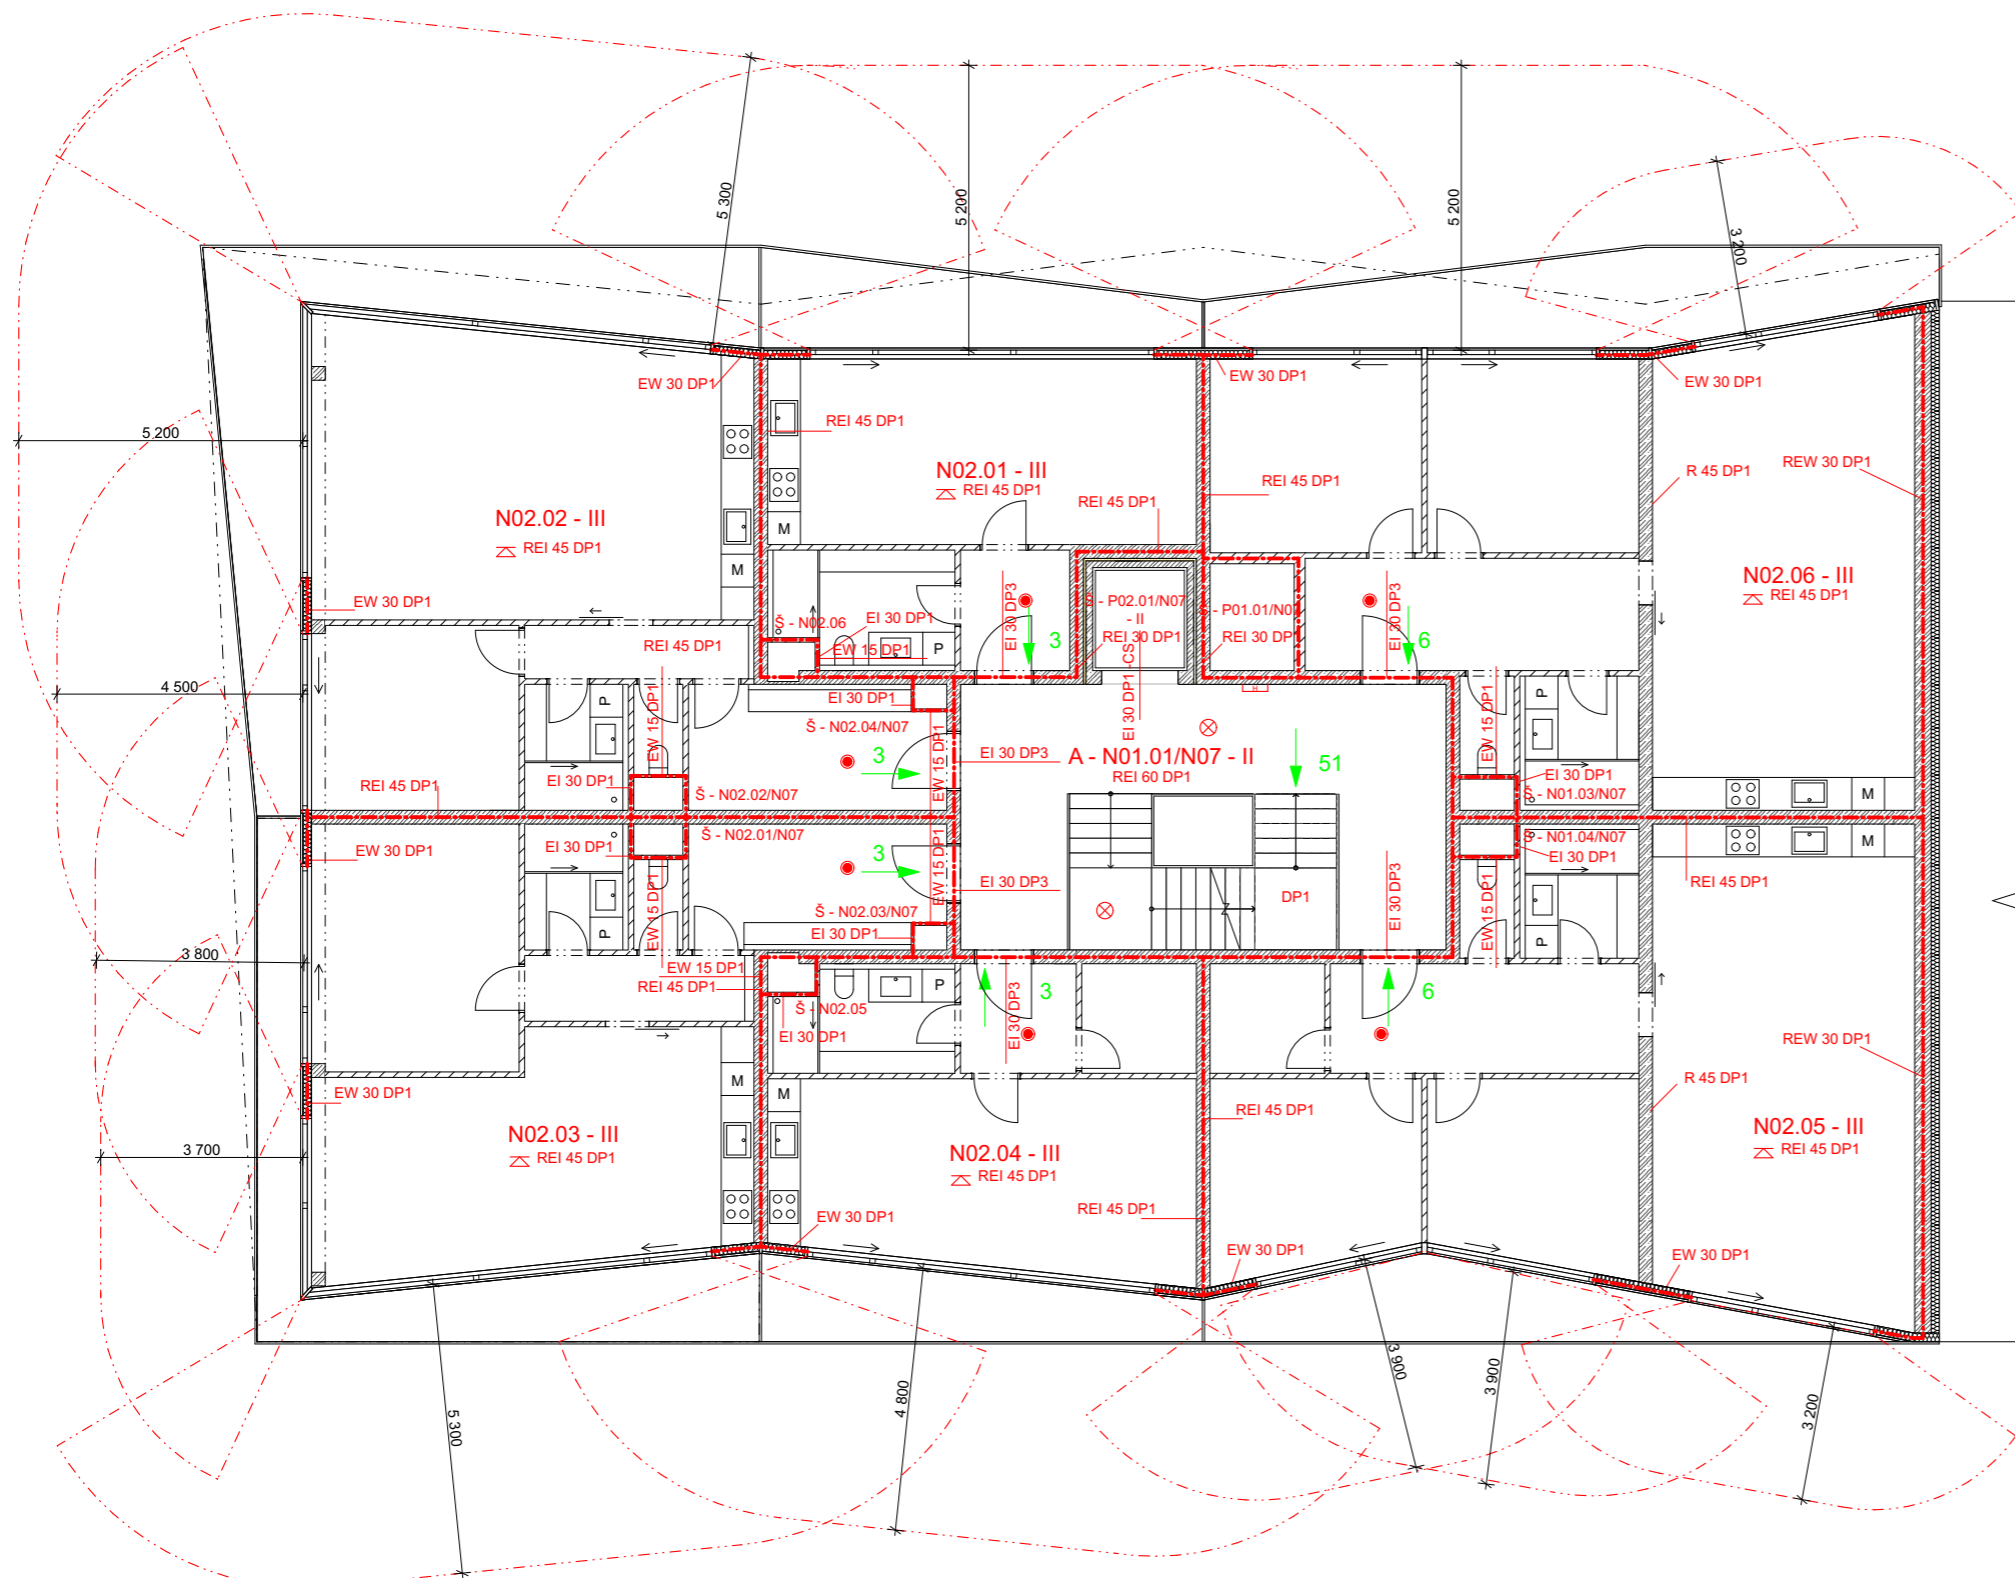 5 300
5 200
5 200
3 200
EW 30 DP1
EW 30 DP1
EW 30 DP1
5 200
REI 45 DP1
N02.01 - III
REI 45 DP1
REI 45 DP1
REI 45 DP1
R 45 DP1
REW 30 DP1
N02.02 - III
REI 45 DP1
M
M
N02.06 - III
REI 45 DP1
EW 30 DP1
Š - N02.06
EI 30 DP1
EW 15 DP1
P
REI 45 DP1
EI 30 DP3
3
Š - P02.01/N07
- II
REI 30 DP1
- P01.01/N0
REI 30 DP1
EI 30 DP3
6
4 500
P
EW 15 DP1
EI 30 DP1
Š - N02.04/N07
EW 15 DP1
EI 30 DP1-CS
H
EW 15 DP1
P
3
EI 30 DP3
A - N01.01/N07 - II
REI 60 DP1
51
REI 45 DP1
EI 30 DP1
Š - N02.02/N07
EI 30 DP1
Š - N01.03/N07
M
Š - N02.01/N07
EI 30 DP1
EW 30 DP1
3
EW 15 DP1
EI 30 DP3
EI 30 DP3
DP1
Š - N01.04/N07
EI 30 DP1
M
REI 45 DP1
EW 15 DP1
P
Š - N02.03/N07
EI 30 DP1
EW 15 DP1
P
3 800
EW 15 DP1
REI 45 DP1
Š - N02.05
EI 30 DP1
P
EI 30 DP3
3
6
M
M
EW 30 DP1
REW 30 DP1
R 45 DP1
REI 45 DP1
3 700
N02.03 - III
REI 45 DP1
N02.04 - III
REI 45 DP1
N02.05 - III
REI 45 DP1
REI 45 DP1
EW 30 DP1
EW 30 DP1
EW 30 DP1
5 300
4 800
3 900
3 900
3 200